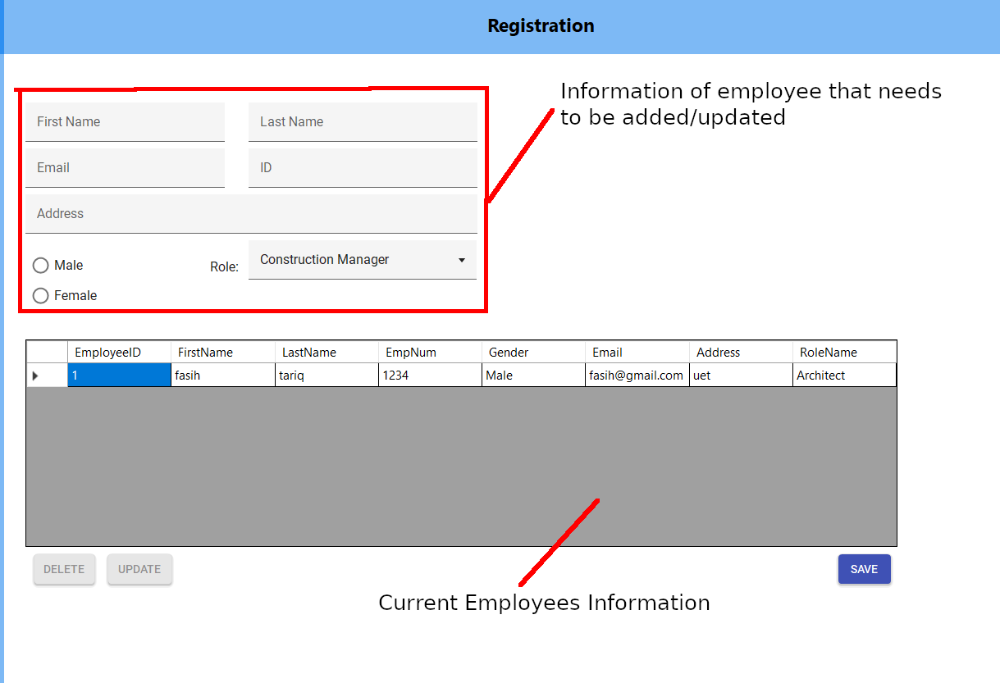 Registration
Information of employee that needs
to be added/updated
First Name Last Name
Email ID
Address
Male Role: Construction Manager
Female
EmployeeID FirstName LastName EmpNum Gender Email Address RoleName
1 fasih tariq 1234 Male fasih@gmail.com uet Architect
DELETE UPDATE SAVE
Current Employees Information